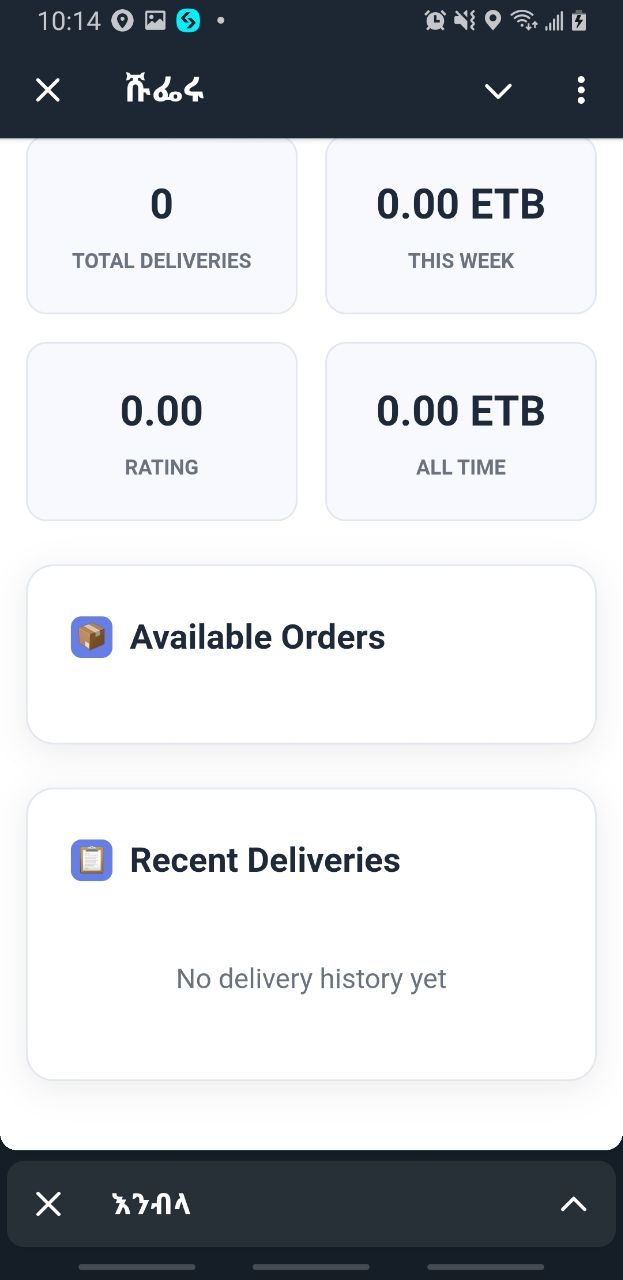 10:14
ሹፌሩ
0
0.00 ETB
TOTAL DELIVERIES
THIS WEEK
0.00
0.00 ETB
RATING
ALL TIME
Available Orders
Recent Deliveries
No delivery history yet
እንብላ